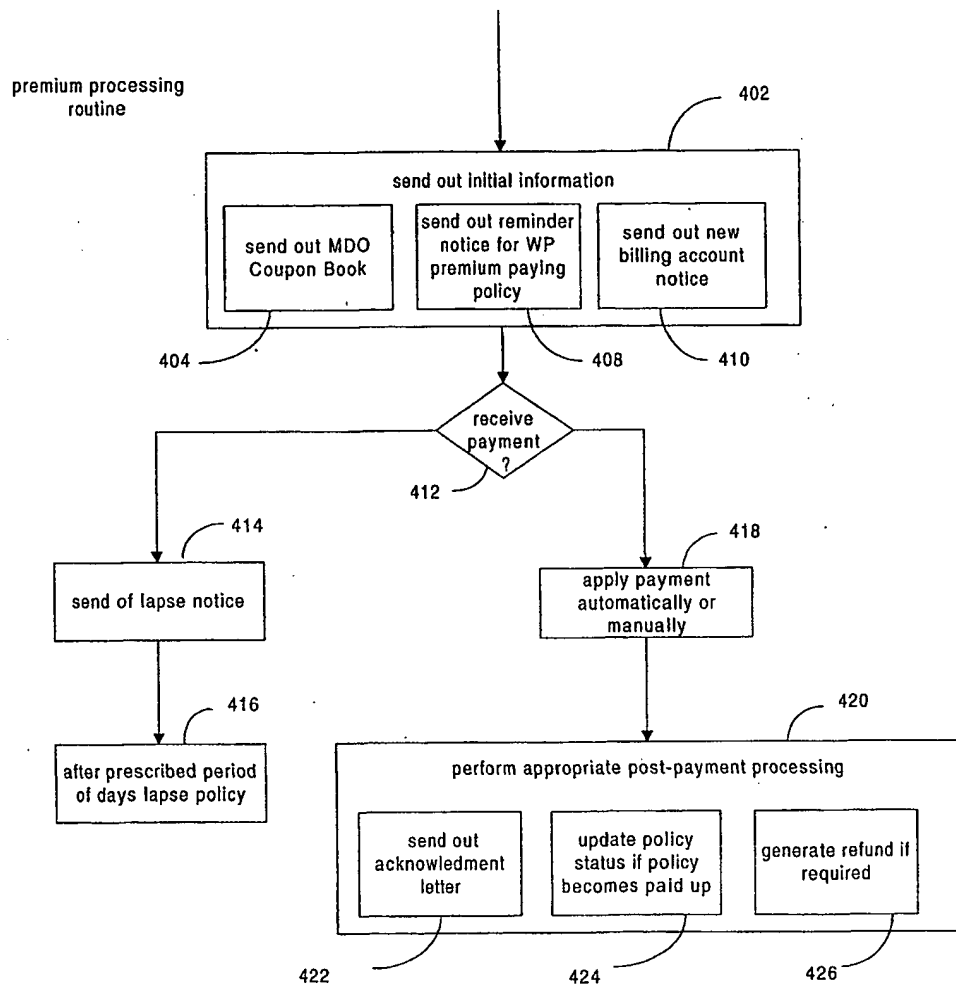 premium processing
routine
402
send out initial information
send out MDO
Coupon Book
send out reminder
notice for WP
premium paying
policy
send out new
billing account
notice
404
408
410
receive
payment
?
412
414
418
send of lapse notice
apply payment
automatically or
manually
416
420
after prescribed period
of days lapse policy
perform appropriate post-payment processing
send out
acknowledment
letter
update policy
status if policy
becomes paid up
generate refund if
required
422
424
426